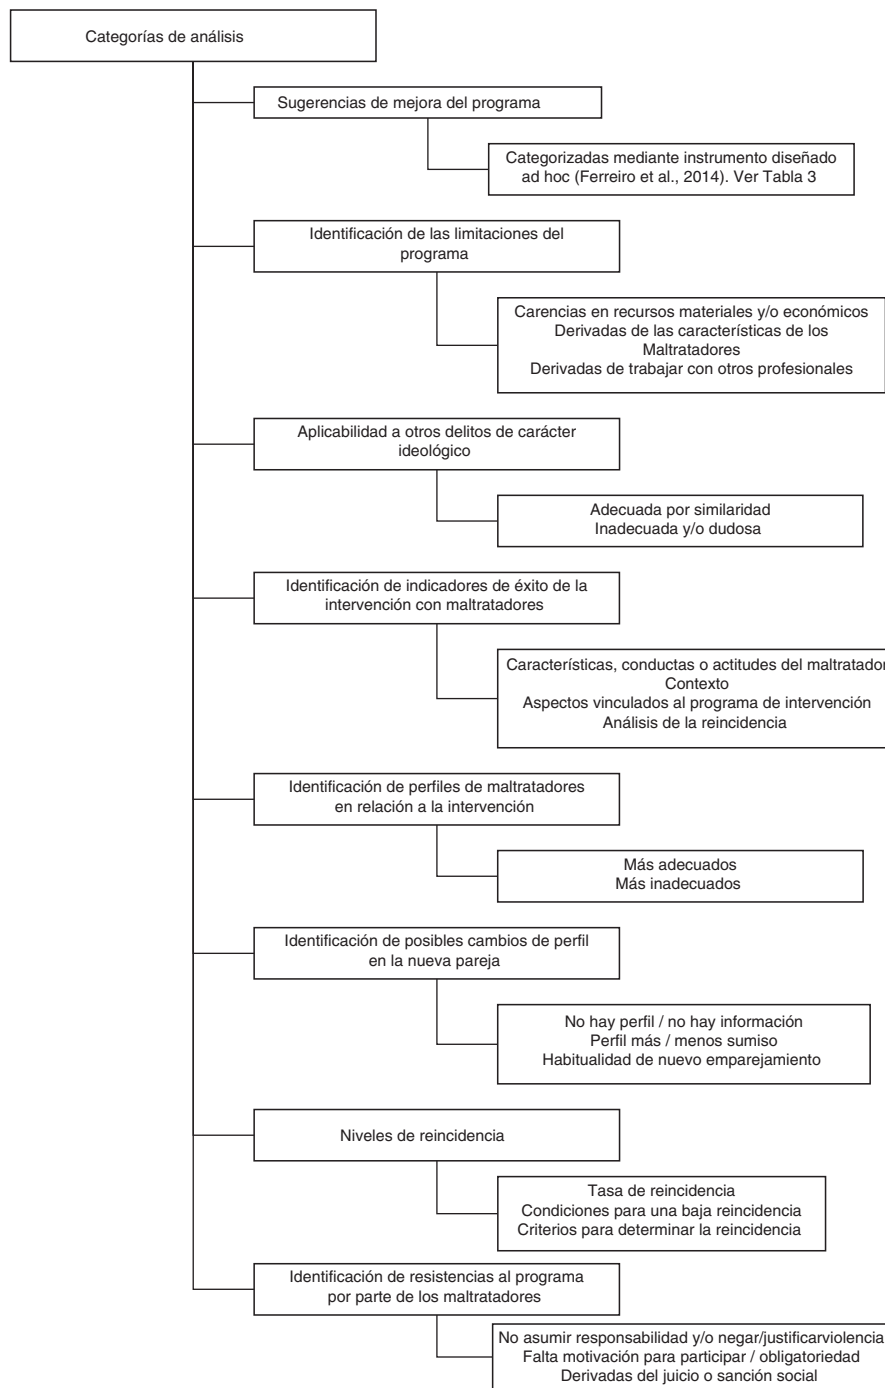 Categorías de análisis
Sugerencias de mejora del programa
Categorizadas mediante instrumento diseñado
ad hoc (Ferreiro et al., 2014). Ver Tabla 3
Identificación de las limitaciones del
programa
Carencias en recursos materiales y/o económicos
Derivadas de las características de los
Maltratadores
Derivadas de trabajar con otros profesionales
Aplicabilidad a otros delitos de carácter
ideológico
Adecuada por similaridad
Inadecuada y/o dudosa
Identificación de indicadores de éxito de la
intervención con maltratadores
Características, conductas o actitudes del maltratador
Contexto
Aspectos vinculados al programa de intervención
Análisis de la reincidencia
Identificación de perfiles de maltratadores
en relación a la intervención
Más adecuados
Más inadecuados
Identificación de posibles cambios de perfil
en la nueva pareja
No hay perfil / no hay información
Perfil más / menos sumiso
Habitualidad de nuevo emparejamiento
Niveles de reincidencia
Tasa de reincidencia
Condiciones para una baja reincidencia
Criterios para determinar la reincidencia
Identificación de resistencias al programa
por parte de los maltratadores
No asumir responsabilidad y/o negar/justificarviolencia
Falta motivación para participar / obligatoriedad
Derivadas del juicio o sanción social